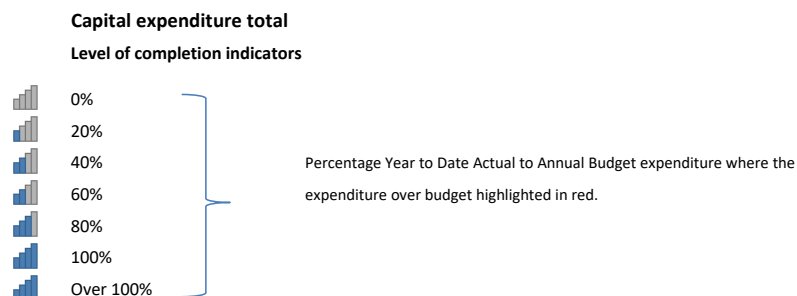 Capital expenditure total
Level of completion indicators
0%
20%
40%
60%
80%
100%
Over 100%
Percentage Year to Date Actual to Annual Budget expenditure where the
expenditure over budget highlighted in red.